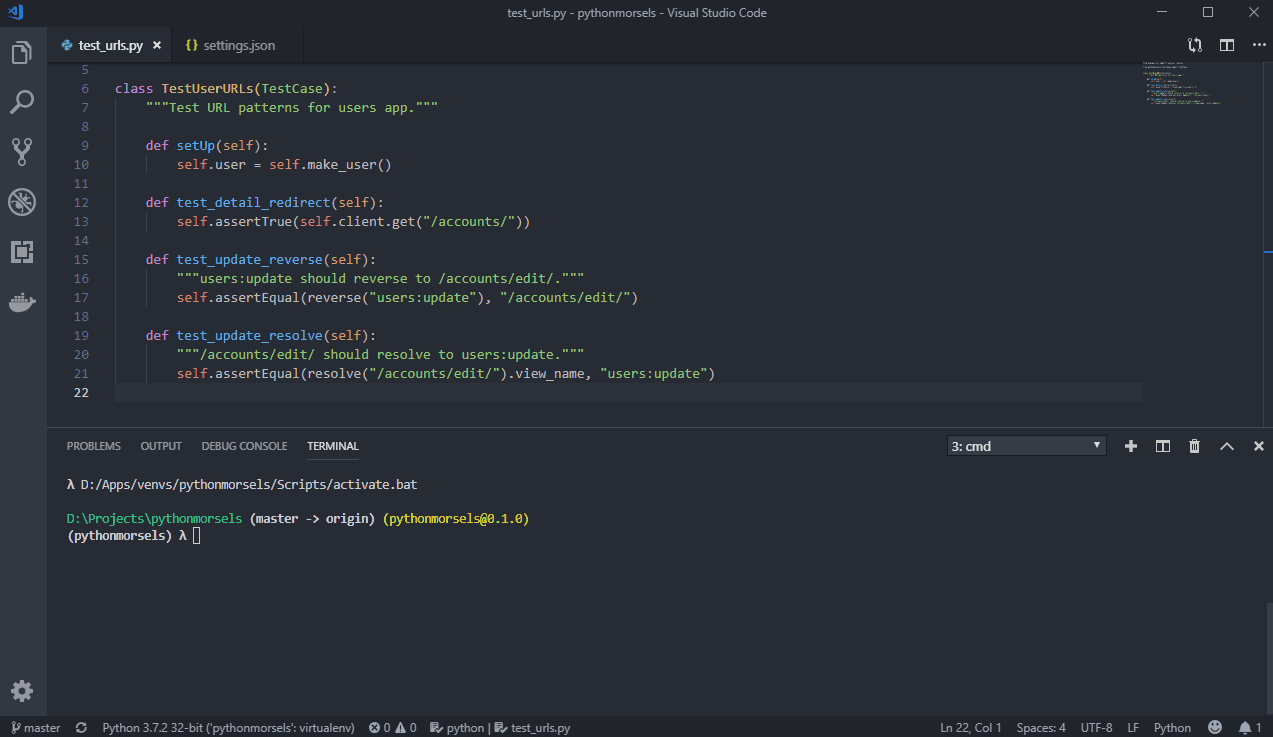 test_urls.py - pythonmorsels - Visual Studio Code
test_urls.py × {} settings.json
5
6 class TestUserURLs(TestCase):
7 """Test URL patterns for users app."""
8
9 def setUp(self):
10 self.user = self.make_user()
11
12 def test_detail_redirect(self):
13 self.assertTrue(self.client.get("/accounts/"))
14
15 def test_update_reverse(self):
16 """users:update should reverse to /accounts/edit/."""
17 self.assertEqual(reverse("users:update"), "/accounts/edit/")
18
19 def test_update_resolve(self):
20 """/accounts/edit/ should resolve to users:update."""
21 self.assertEqual(resolve("/accounts/edit/").view_name, "users:update")
22
PROBLEMS OUTPUT DEBUG CONSOLE TERMINAL 3: cmd
λ D:/Apps/venvs/pythonmorsels/Scripts/activate.bat
D:\Projects\pythonmorsels (master -> origin) (pythonmorsels@0.1.0)
(pythonmorsels) λ
master Python 3.7.2 32-bit ('pythonmorsels': virtualenv) 0 0 python | test_urls.py Ln 22, Col 1 Spaces: 4 UTF-8 LF Python 1